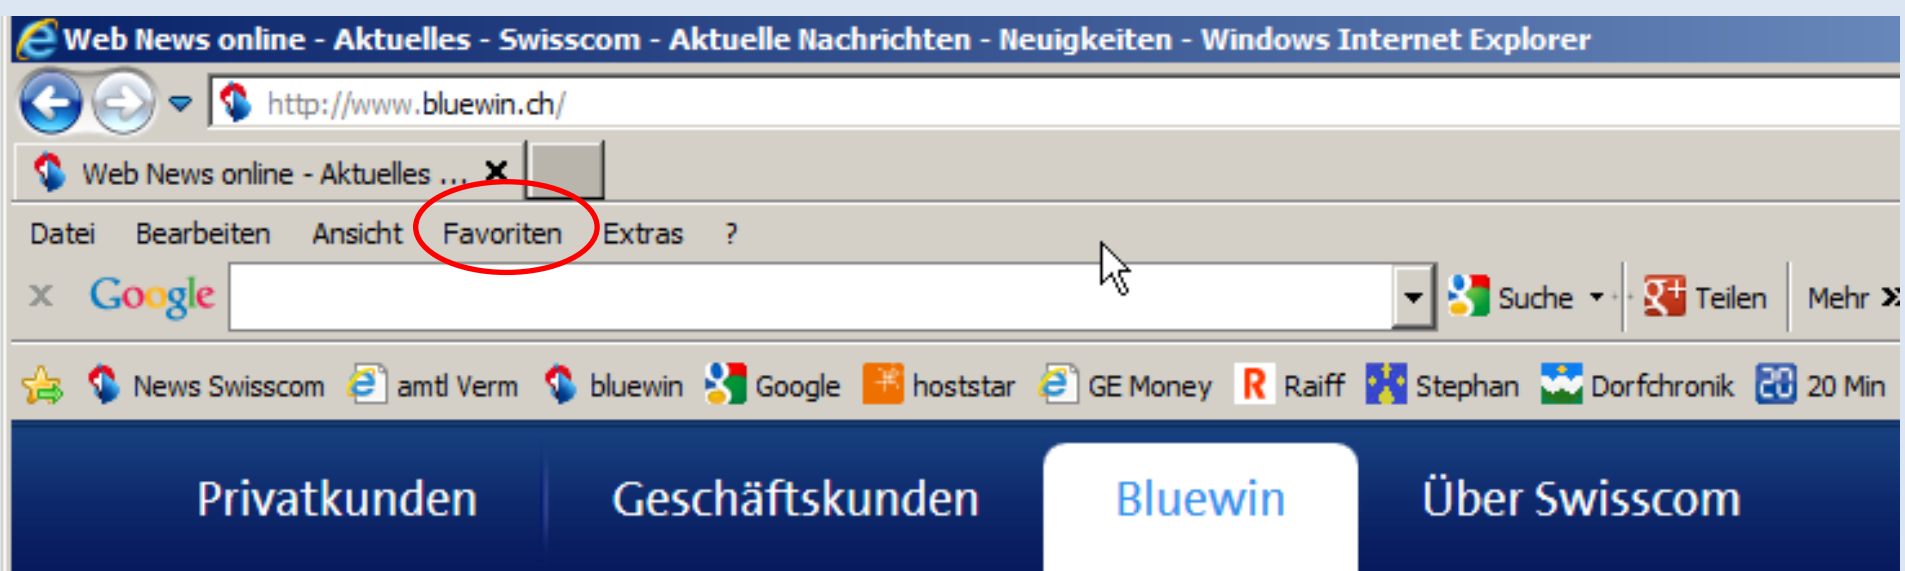 Web News online - Aktuelles - Swisscom - Aktuelle Nachrichten - Neuigkeiten - Windows Internet Explorer
http://www.bluewin.ch/
Web News online - Aktuelles ... x
Datei Bearbeiten Ansicht Favoriten Extras ?
x Google Suche g+ Teilen Mehr »
News Swisscom amtl Verm bluewin Google hoststar GE Money R Raiff Stephan Dorfchronik 20 20 Min
Privatkunden Geschäftskunden Bluewin Über Swisscom